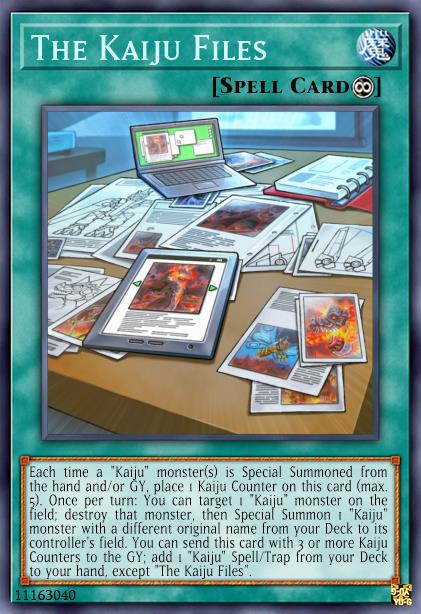 The Kaiju Files
[Spell Card]
Each time a "Kaiju" monster(s) is Special Summoned from
the hand and/or GY, place 1 Kaiju Counter on this card (max.
5). Once per turn: You can target 1 "Kaiju" monster on the
field; destroy that monster, then Special Summon 1 "Kaiju"
monster with a different original name from your Deck to its
controller's field. You can send this card with 3 or more Kaiju
Counters to the GY; add 1 "Kaiju" Spell/Trap from your Deck
to your hand, except "The Kaiju Files".
11163040